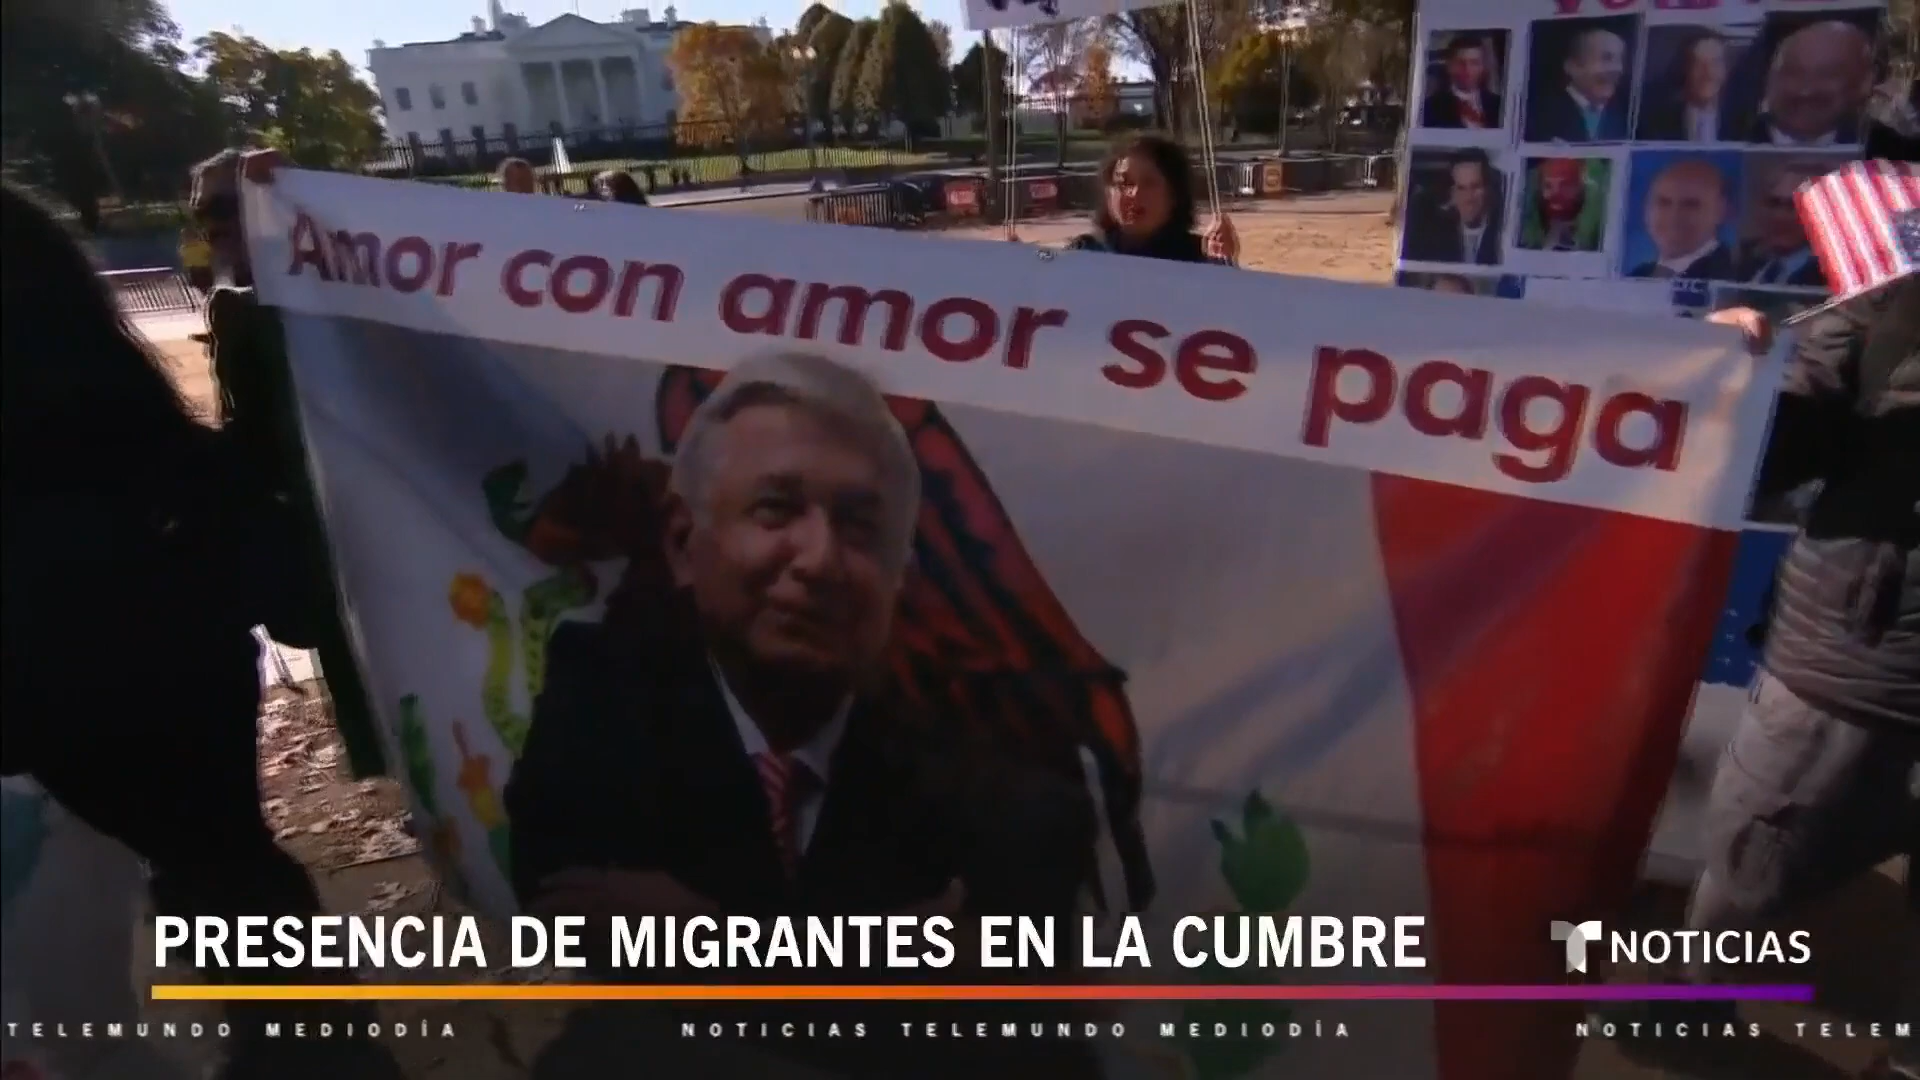 Amor con amor se paga
PRESENCIA DE MIGRANTES EN LA CUMBRE
NOTICIAS
TELEMUNDO MEDIODÍA NOTICIAS TELEMUNDO MEDIODÍA NOTICIAS TELEM